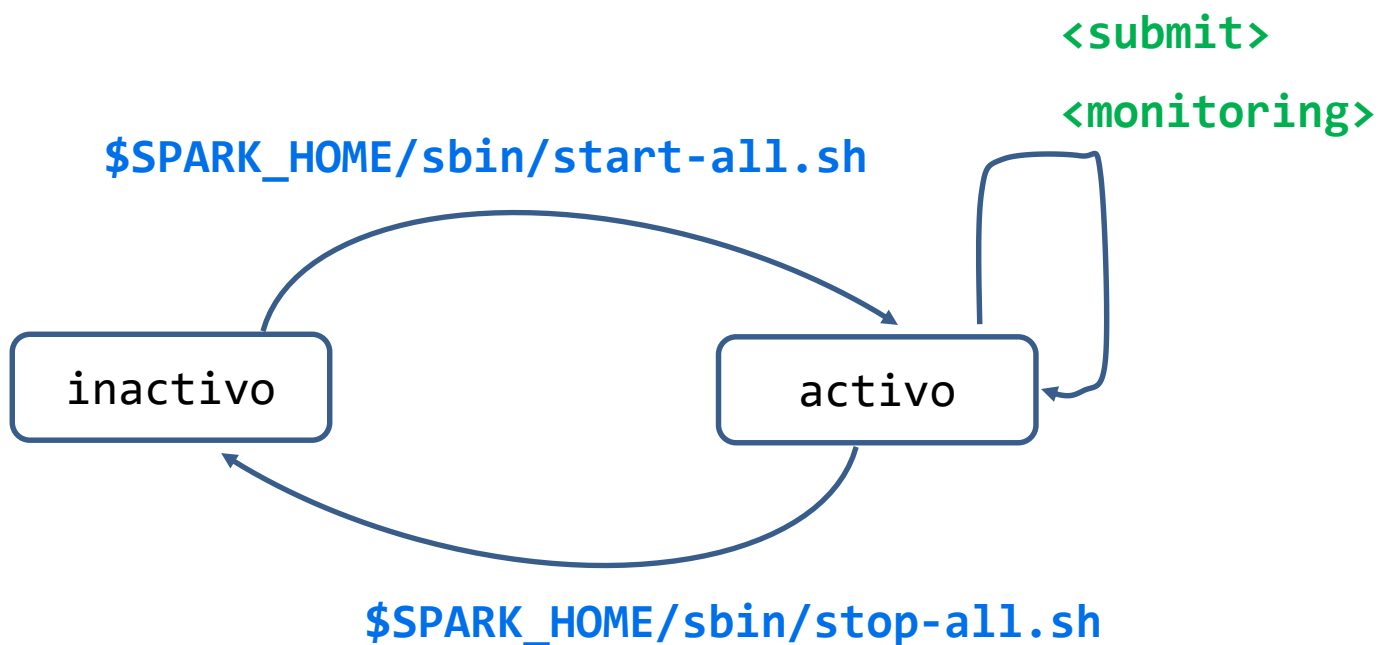 <submit>
<monitoring>
$SPARK_HOME/sbin/start-all.sh
inactivo
activo
$SPARK_HOME/sbin/stop-all.sh